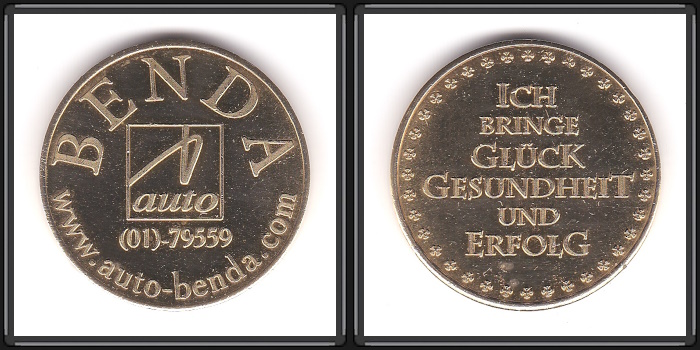 BENDA
auto
(01)-79559
www.auto-benda.com
ICH
BRINGE
GLÜCK
GESUNDHEIT
UND
ERFOLG